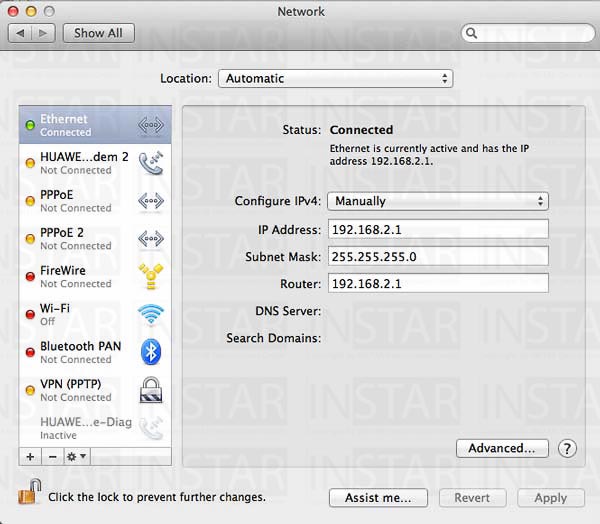 Network
Show All
Location: Automatic
Ethernet
Connected
HUAWE...dem 2
Not Connected
PPPoE
Not Connected
PPPoE 2
Not Connected
FireWire
Not Connected
Wi-Fi
Off
Bluetooth PAN
Not Connected
VPN (PPTP)
Not Connected
HUAWE...e-Diag
Inactive
Status: Connected
Ethernet is currently active and has the IP
address 192.168.2.1.
Configure IPv4: Manually
IP Address: 192.168.2.1
Subnet Mask: 255.255.255.0
Router: 192.168.2.1
DNS Server:
Search Domains:
Advanced...
?
Click the lock to prevent further changes.
Assist me...
Revert
Apply
INSTAR